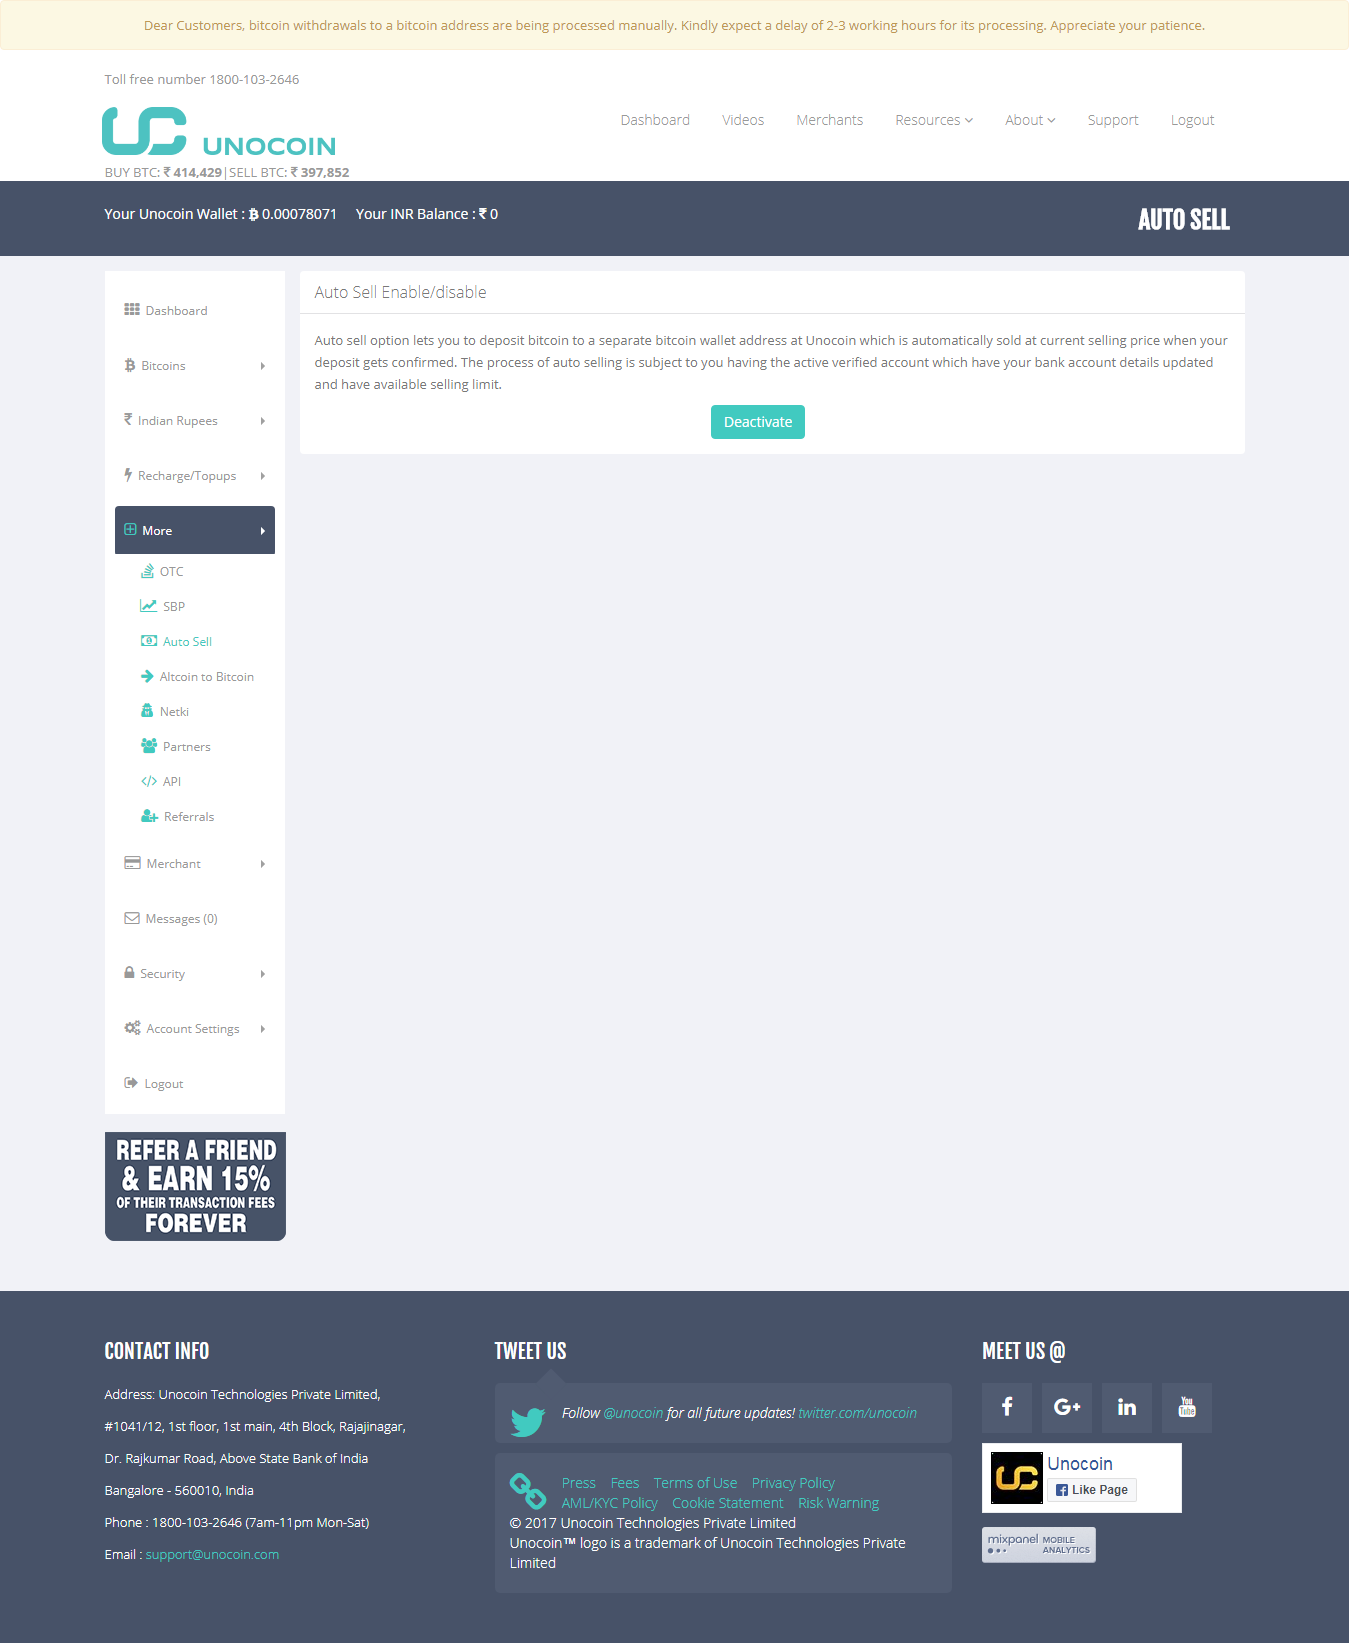 Dear Customers, bitcoin withdrawals to a bitcoin address are being processed manually. Kindly expect a delay of 2-3 working hours for its processing. Appreciate your patience.
Toll free number 1800-103-2646
UC UNOCOIN
Dashboard Videos Merchants Resources About Support Logout
BUY BTC: ₹ 414,429|SELL BTC: ₹ 397,852
Your Unocoin Wallet : ₿ 0.00078071 Your INR Balance : ₹ 0
AUTO SELL
Dashboard
Bitcoins
Indian Rupees
Recharge/Topups
More
OTC
SBP
Auto Sell
Altcoin to Bitcoin
Netki
Partners
API
Referrals
Merchant
Messages (0)
Security
Account Settings
Logout
Auto Sell Enable/disable
Auto sell option lets you to deposit bitcoin to a separate bitcoin wallet address at Unocoin which is automatically sold at current selling price when your
deposit gets confirmed. The process of auto selling is subject to you having the active verified account which have your bank account details updated
and have available selling limit.
Deactivate
REFER A FRIEND
& EARN 15%
OF THEIR TRANSACTION FEES
FOREVER
CONTACT INFO
Address: Unocoin Technologies Private Limited,
#1041/12, 1st floor, 1st main, 4th Block, Rajajinagar,
Dr. Rajkumar Road, Above State Bank of India
Bangalore - 560010, India
Phone : 1800-103-2646 (7am-11pm Mon-Sat)
Email : support@unocoin.com
TWEET US
Follow @unocoin for all future updates! twitter.com/unocoin
Press Fees Terms of Use Privacy Policy
AML/KYC Policy Cookie Statement Risk Warning
© 2017 Unocoin Technologies Private Limited
Unocoin™ logo is a trademark of Unocoin Technologies Private
Limited
MEET US @
f G+ in You Tube
UC Unocoin
Like Page
mixpanel MOBILE
ANALYTICS